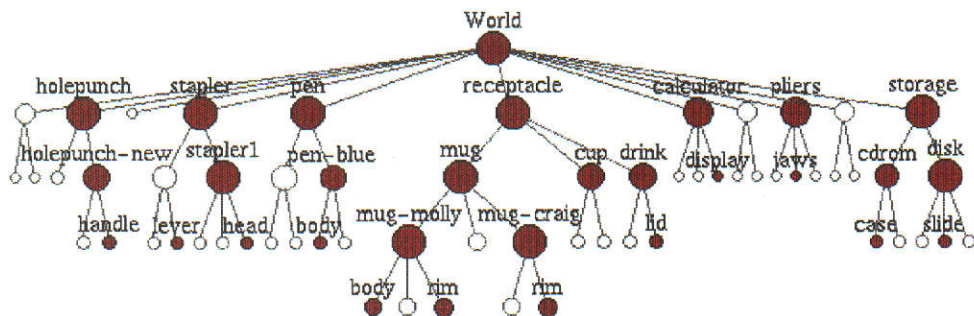 World
holepunch stapler pen receptacle calculator pliers storage
holepunch-new stapler1 pen-blue mug cup drink display jaws cdrom disk
handle lever head body mug-molly mug-craig lid case slide
body rim rim